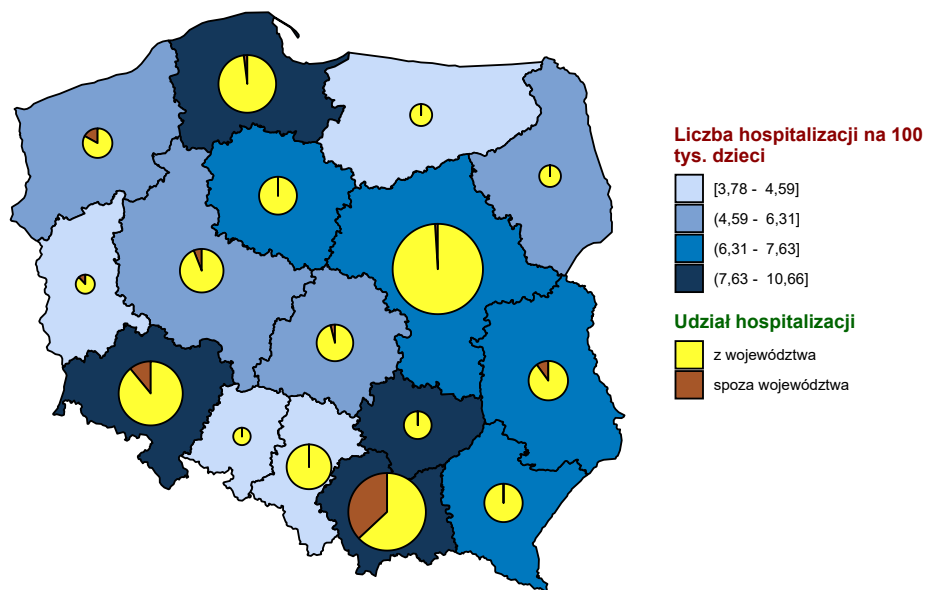 Liczba hospitalizacji na 100
tys. dzieci
[3,78 - 4,59]
(4,59 - 6,31]
(6,31 - 7,63]
(7,63 - 10,66]
Udział hospitalizacji
z województwa
spoza województwa